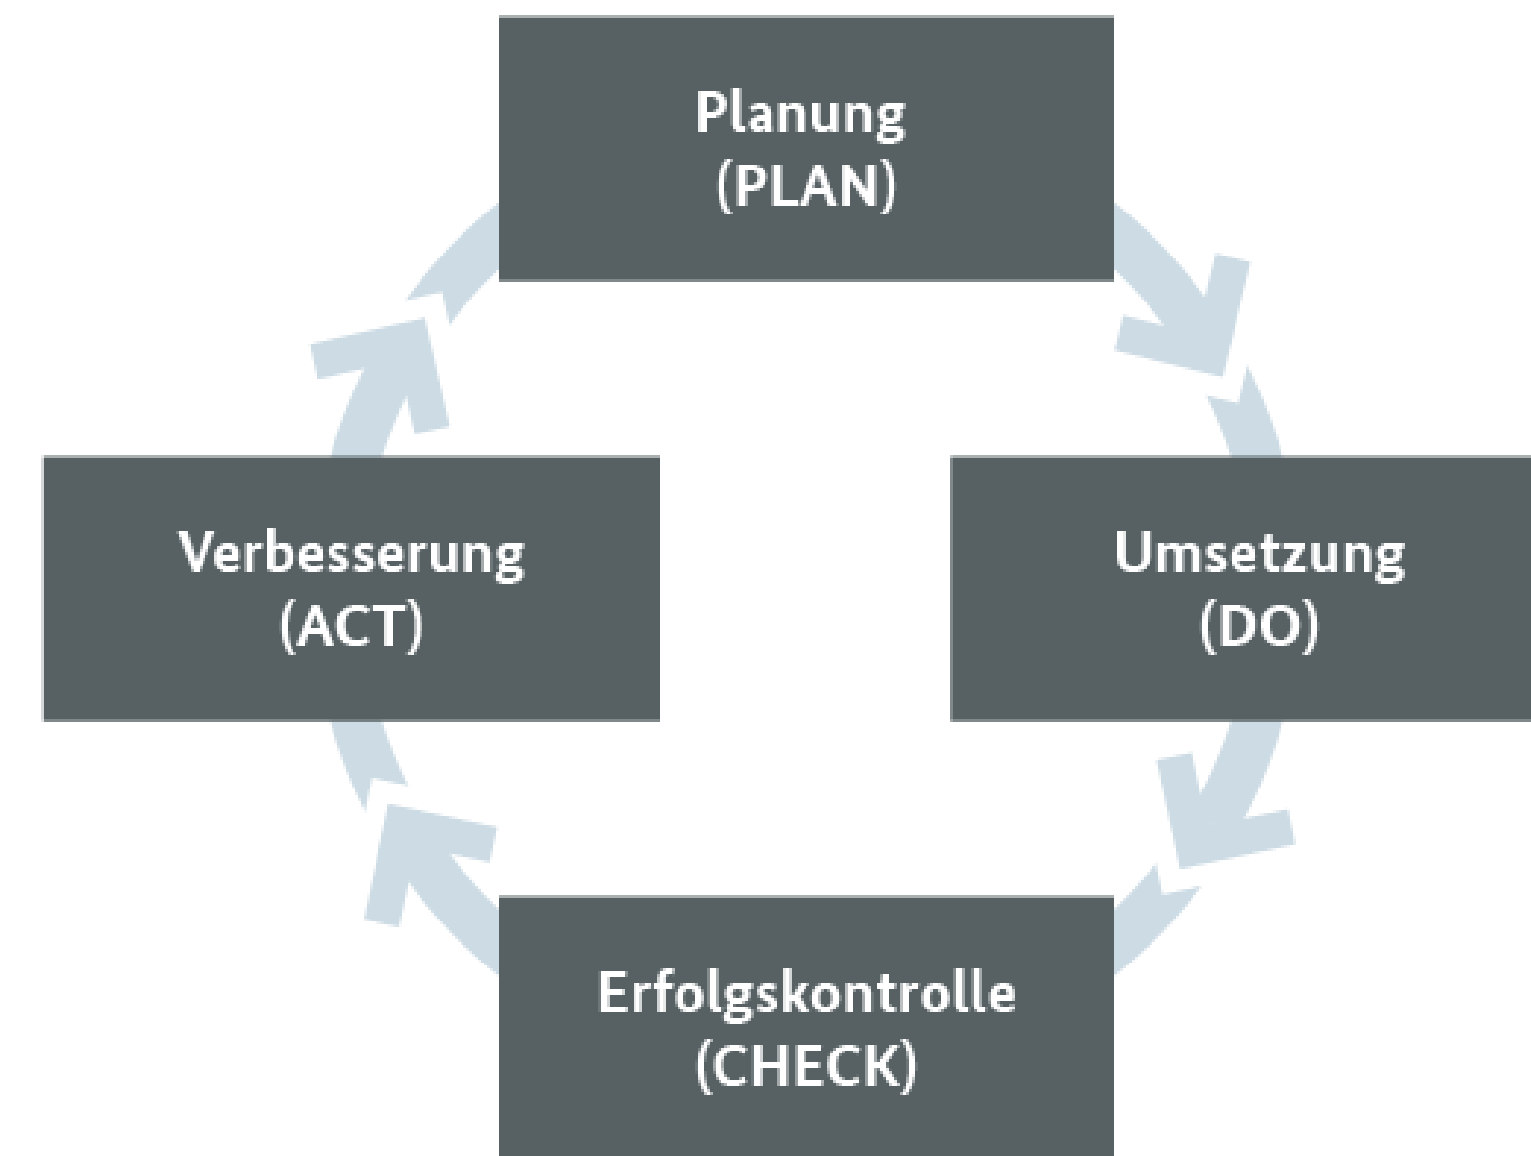 Planung
(PLAN)
Verbesserung
(ACT)
Umsetzung
(DO)
Erfolgskontrolle
(CHECK)